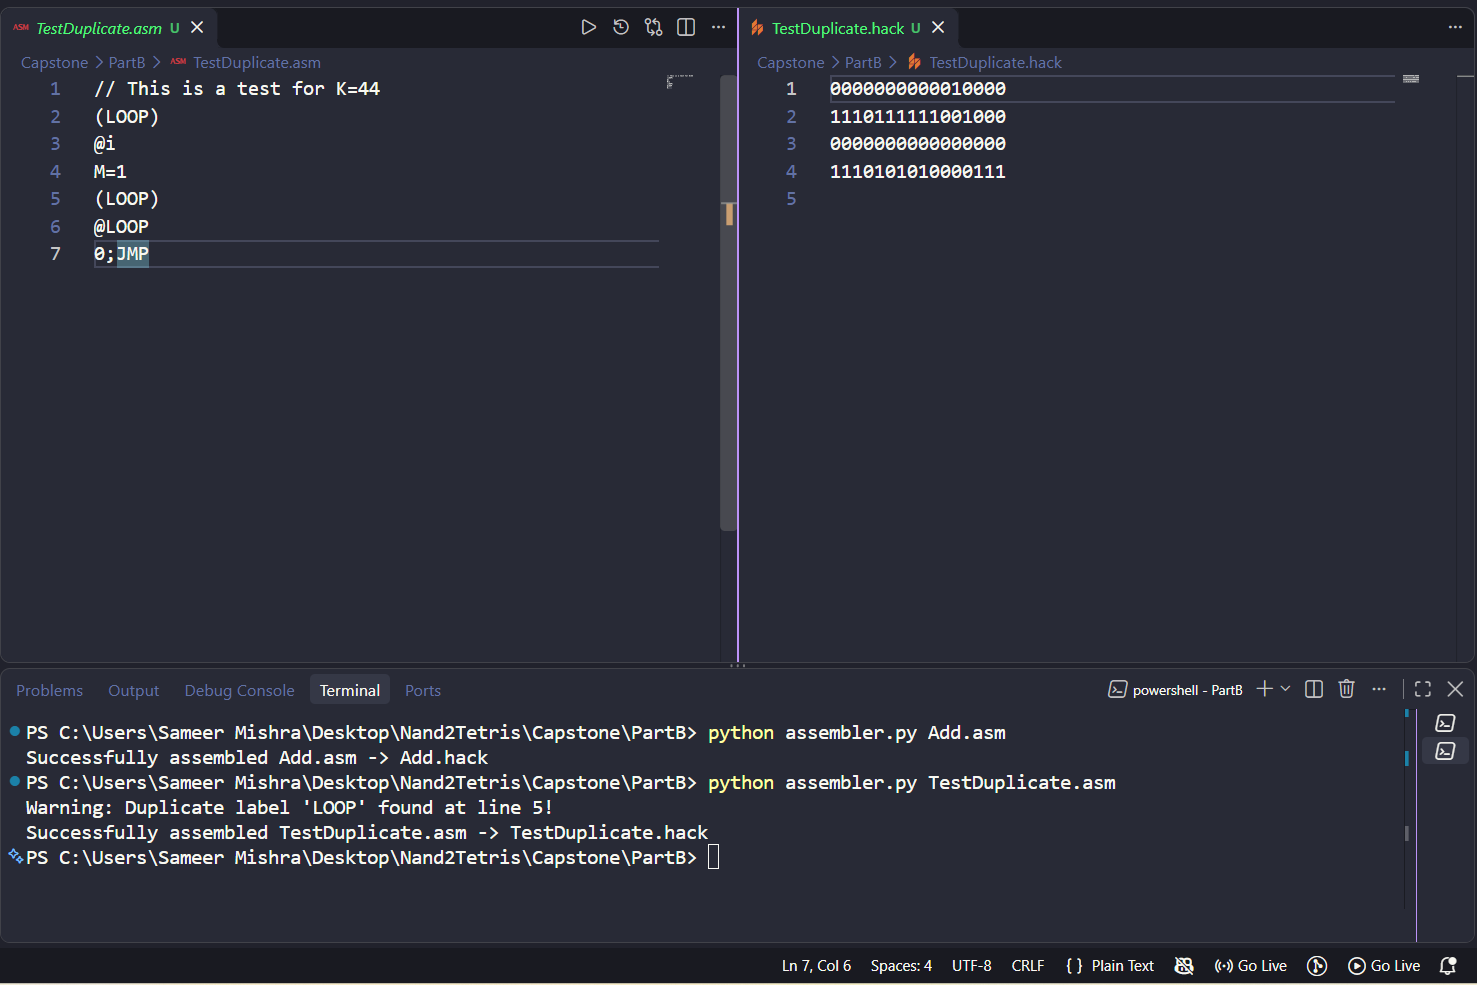 ASM TestDuplicate.asm U
TestDuplicate.hack U
Capstone > PartB > ASM TestDuplicate.asm
Capstone > PartB > TestDuplicate.hack
1 // This is a test for K=44
2 (LOOP)
3 @i
4 M=1
5 (LOOP)
6 @LOOP
7 0;JMP
1 0000000000010000
2 1110111111001000
3 0000000000000000
4 1110101010000111
5
Problems Output Debug Console Terminal Ports
powershell - PartB
PS C:\Users\Sameer Mishra\Desktop\Nand2Tetris\Capstone\PartB> python assembler.py Add.asm
Successfully assembled Add.asm -> Add.hack
PS C:\Users\Sameer Mishra\Desktop\Nand2Tetris\Capstone\PartB> python assembler.py TestDuplicate.asm
Warning: Duplicate label 'LOOP' found at line 5!
Successfully assembled TestDuplicate.asm -> TestDuplicate.hack
PS C:\Users\Sameer Mishra\Desktop\Nand2Tetris\Capstone\PartB>
Ln 7, Col 6 Spaces: 4 UTF-8 CRLF {} Plain Text Go Live Go Live